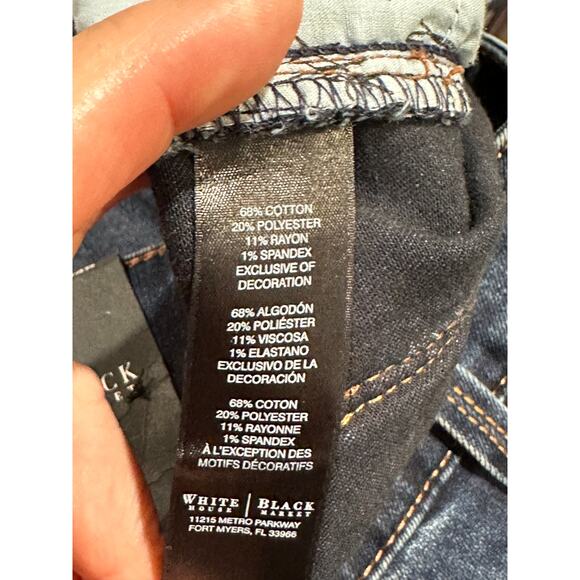 68% COTTON
20% POLYESTER
11% RAYON
1% SPANDEX
EXCLUSIVE OF
DECORATION
68% ALGODÓN
20% POLIÉSTER
11% VISCOSA
1% ELASTANO
EXCLUSIVO DE LA
DECORACIÓN
68% COTON
20% POLYESTER
11% RAYONNE
1% SPANDEX
À L'EXCEPTION DES
MOTIFS DÉCORATIFS
WHITE | BLACK
HOUSE | MARKET
11215 METRO PARKWAY
FORT MYERS, FL 33966